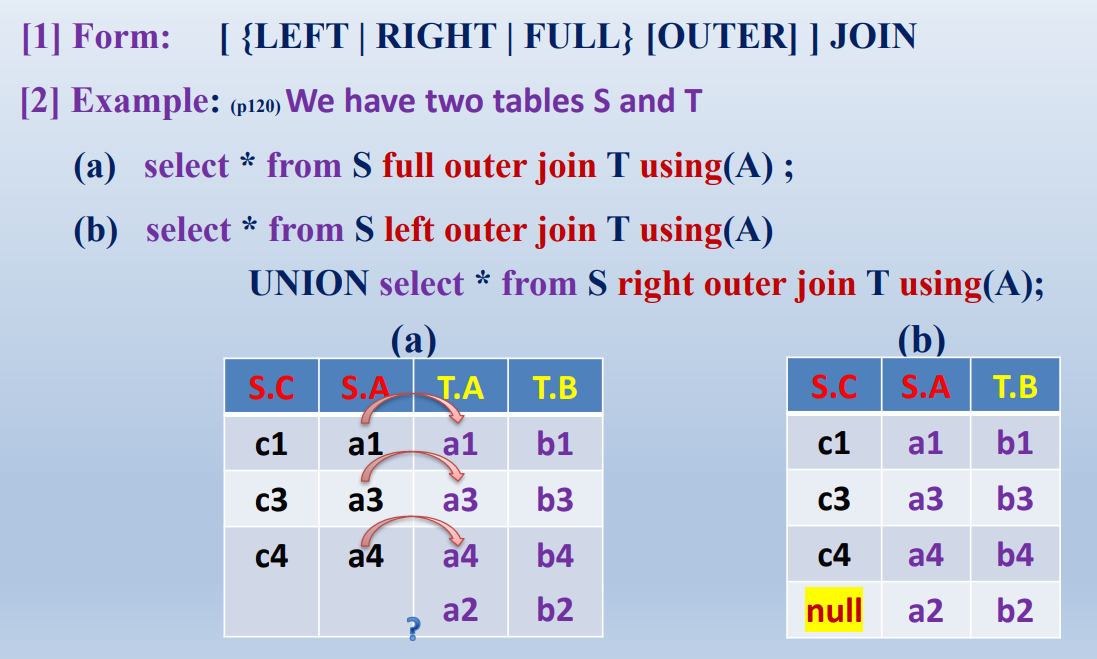 [1] Form: [ {LEFT | RIGHT | FULL} [OUTER] ] JOIN
[2] Example: (p120) We have two tables S and T
(a) select * from S full outer join T using(A) ;
(b) select * from S left outer join T using(A)
UNION select * from S right outer join T using(A);
(a)
S.C S.A T.A T.B
c1 a1 a1 b1
c3 a3 a3 b3
c4 a4 a4 b4
a2 b2
?
(b)
S.C S.A T.B
c1 a1 b1
c3 a3 b3
c4 a4 b4
null a2 b2